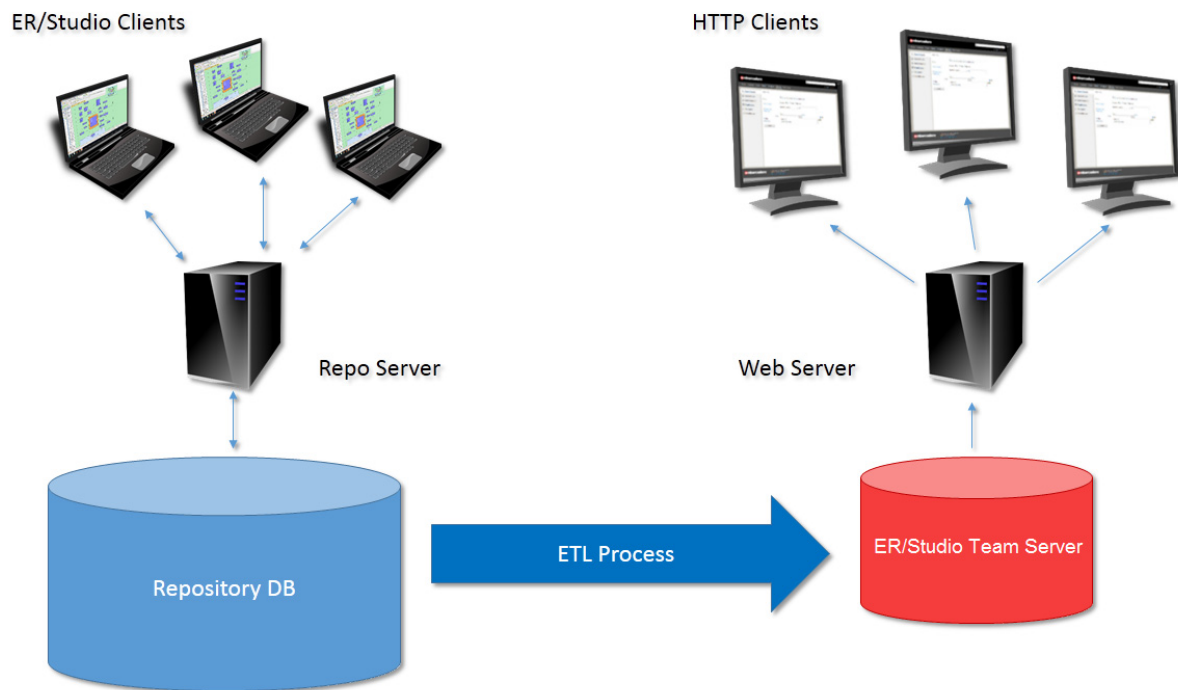 ER/Studio Clients
HTTP Clients
Repo Server
Web Server
ETL Process
ER/Studio Team Server
Repository DB